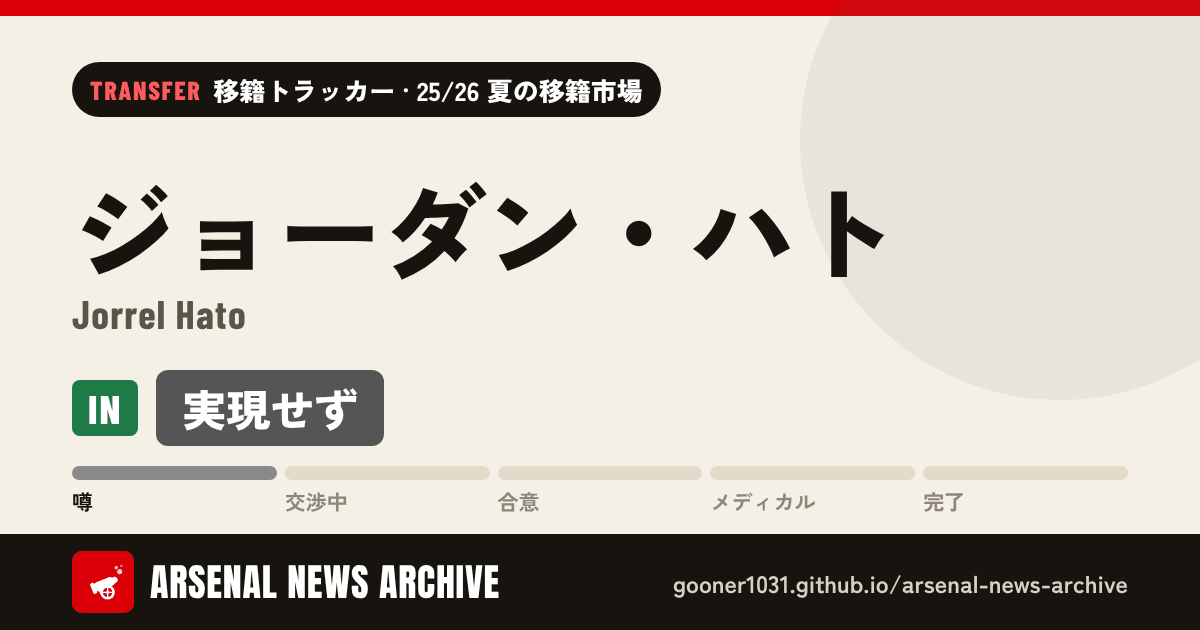 TRANSFER 移籍トラッカー · 25/26 夏の移籍市場
ジョーダン・ハト
Jorrel Hato
IN 実現せず
噂 交渉中 合意 メディカル 完了
ARSENAL NEWS ARCHIVE gooner1031.github.io/arsenal-news-archive